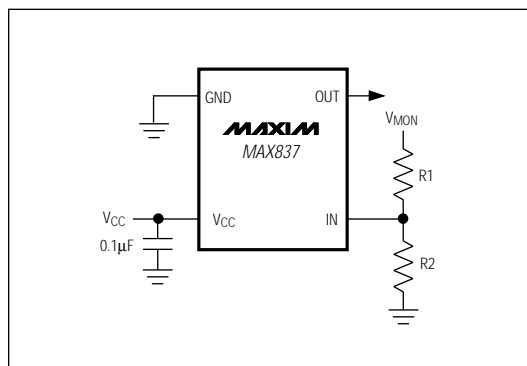 GND
OUT
MAXIM
MAX837
VMON
R1
VCC
VCC
IN
0.1µF
R2